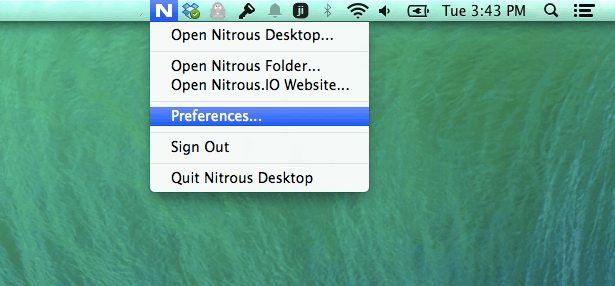 N ji Tue 3:43 PM
Open Nitrous Desktop...
Open Nitrous Folder...
Open Nitrous.IO Website...
Preferences...
Sign Out
Quit Nitrous Desktop